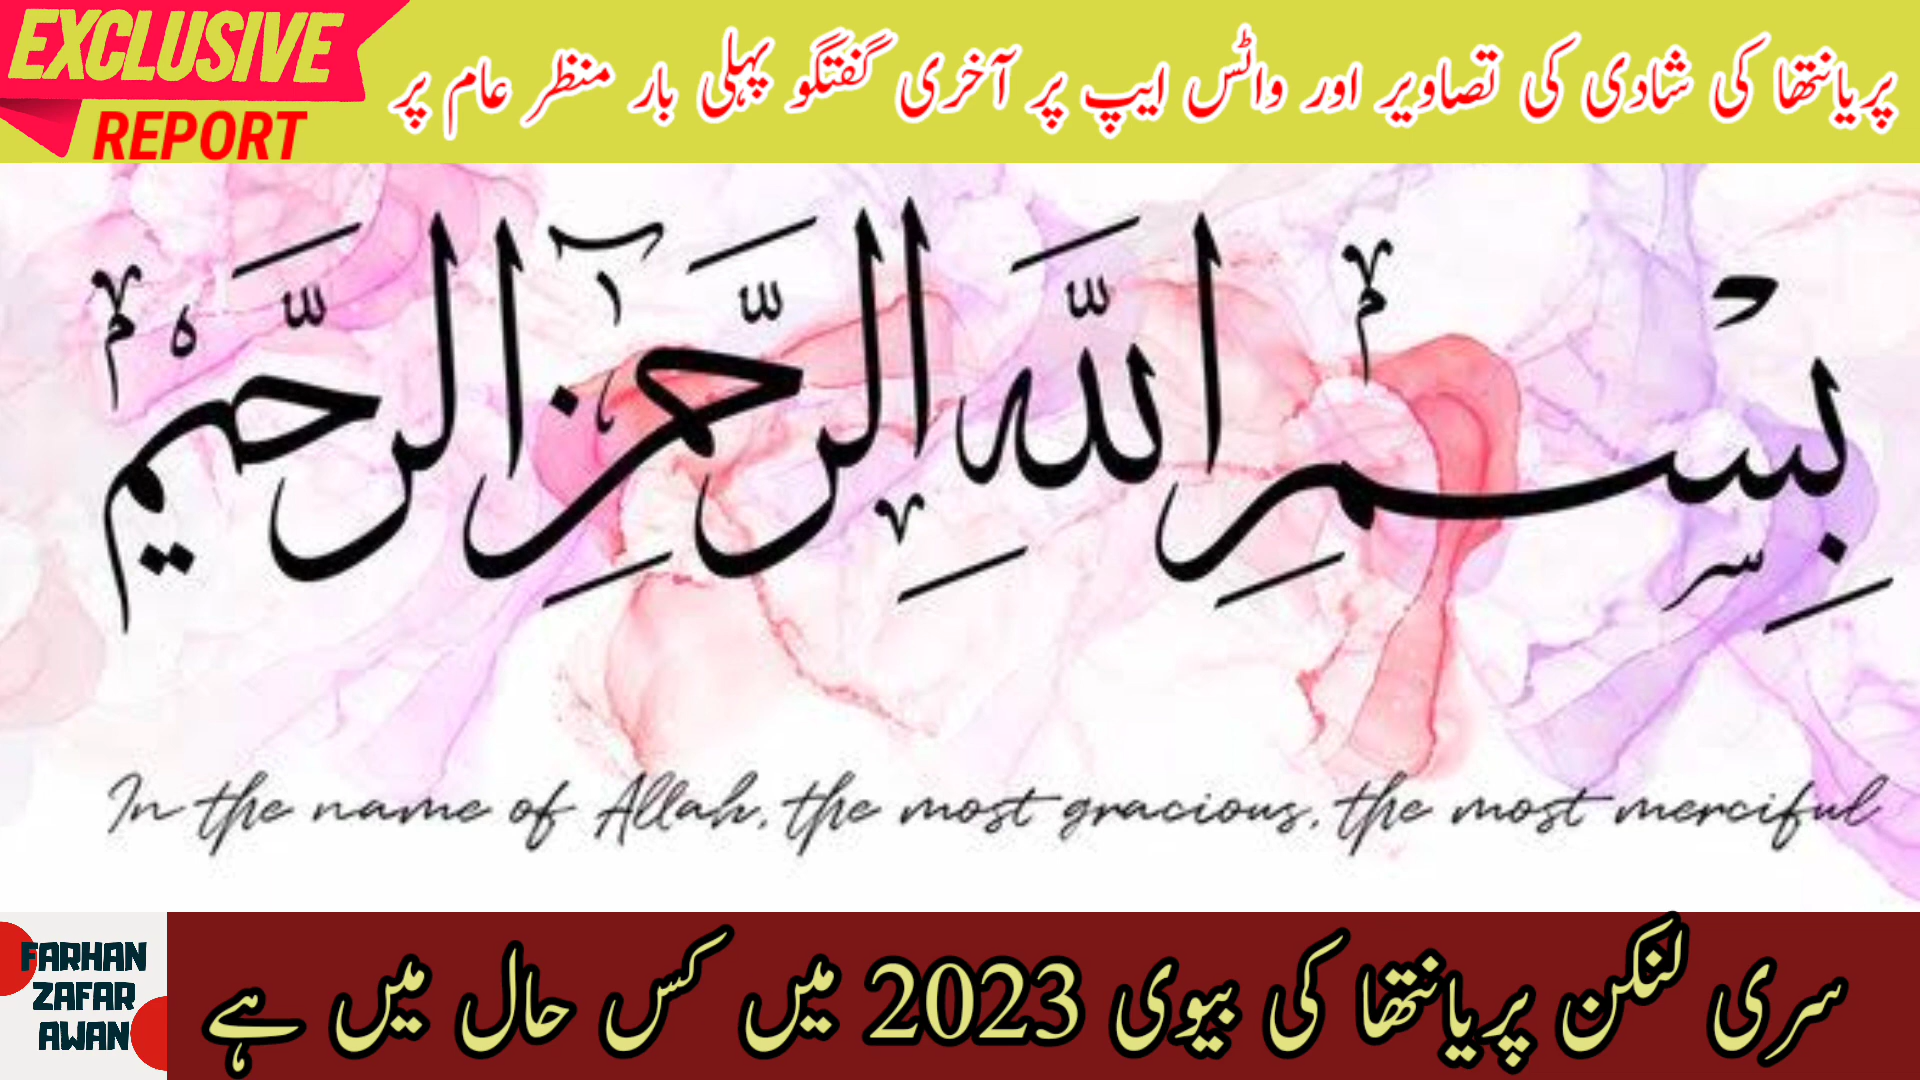 EXCLUSIVE
REPORT
پریانتھا کی شادی کی تصاویر اور واٹس ایپ پر آخری گفتگو پہلی بار منظر عام پر
بِسْمِ اللّٰهِ الرَّحْمٰنِ الرَّحِيْمِ
In the name of Allah, the most gracious, the most merciful
FARHAN
ZAFAR
AWAN
سری لنکن پریانتھا کی بیوی 2023 میں کس حال میں ہے